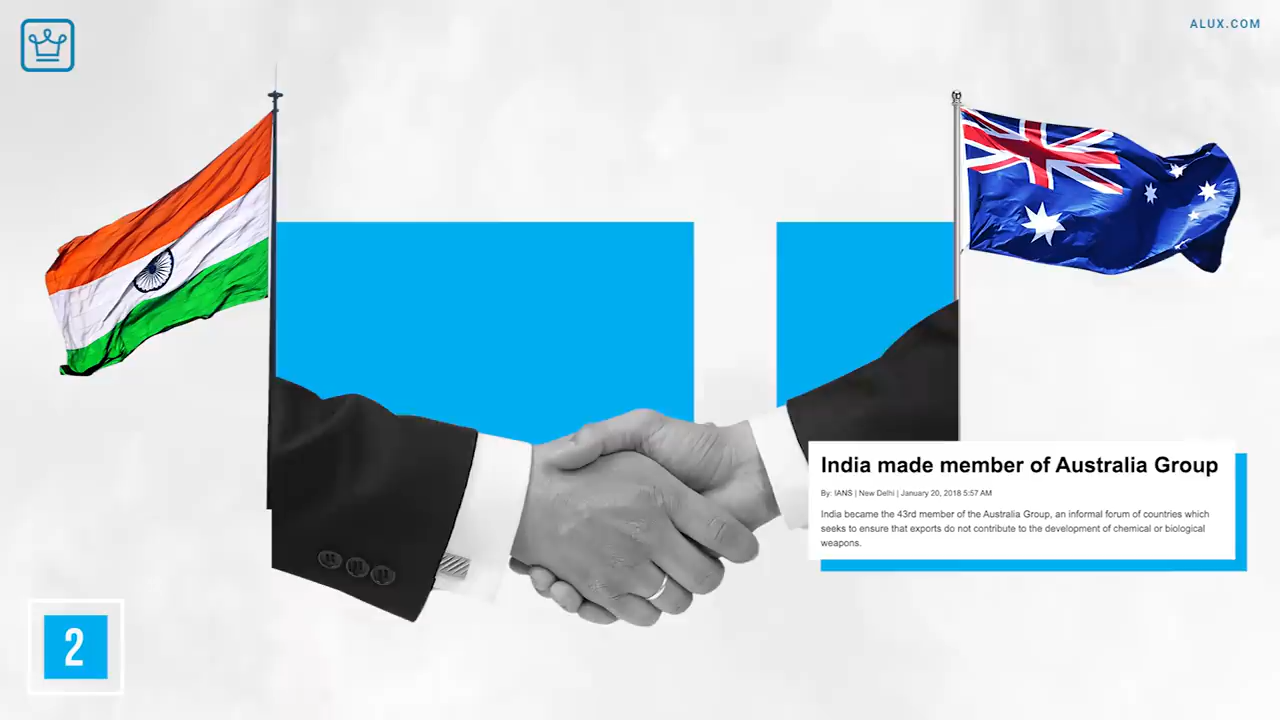 ALUX.COM
India made member of Australia Group
By: IANS | New Delhi | January 20, 2018 5:57 AM
India became the 43rd member of the Australia Group, an informal forum of countries which
seeks to ensure that exports do not contribute to the development of chemical or biological
weapons.
2